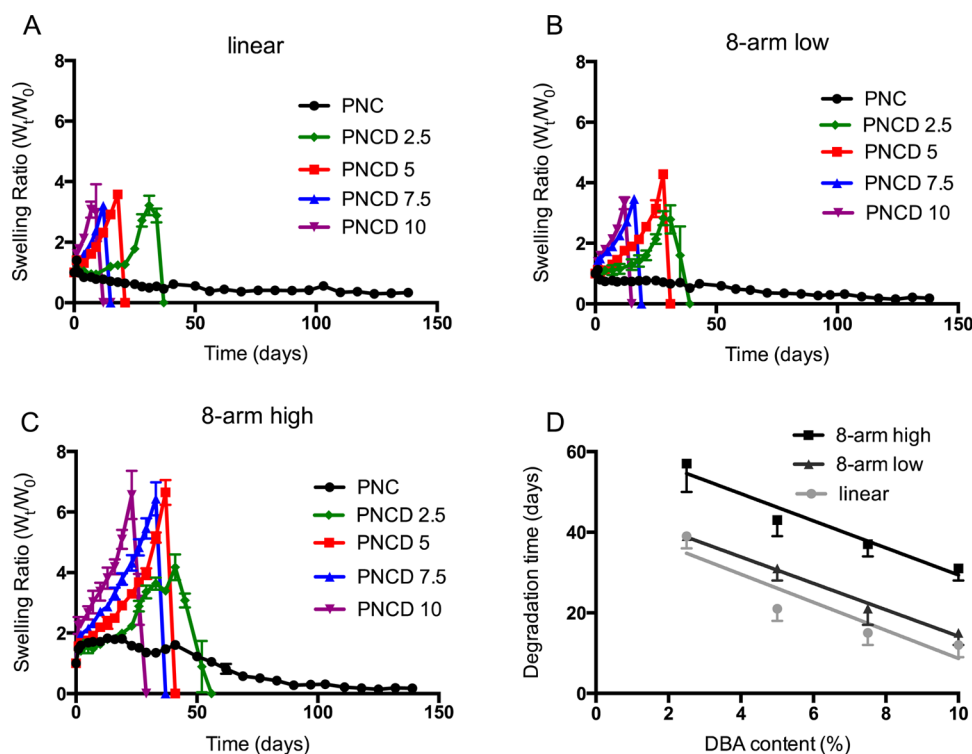 A
linear
Swelling Ratio (Wt/W0)
8
6
4
2
0
0
50
100
150
Time (days)
PNC
PNCD 2.5
PNCD 5
PNCD 7.5
PNCD 10
B
8-arm low
Swelling Ratio (Wt/W0)
8
6
4
2
0
0
50
100
150
Time (days)
PNC
PNCD 2.5
PNCD 5
PNCD 7.5
PNCD 10
C
8-arm high
Swelling Ratio (Wt/W0)
8
6
4
2
0
0
50
100
150
Time (days)
PNC
PNCD 2.5
PNCD 5
PNCD 7.5
PNCD 10
D
8-arm high
8-arm low
linear
Degradation time (days)
60
40
20
0
0
2
4
6
8
10
DBA content (%)